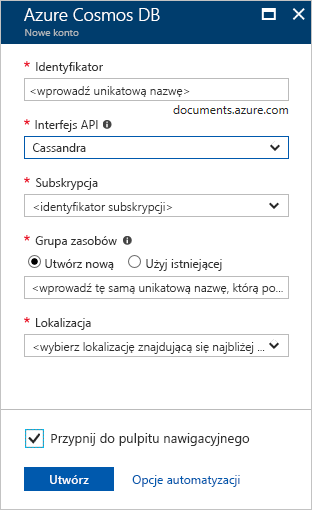 Azure Cosmos DB
Nowe konto
* Identyfikator
<wprowadź unikatową nazwę>
documents.azure.com
* Interfejs API
Cassandra
* Subskrypcja
<identyfikator subskrypcji>
* Grupa zasobów
Utwórz nową Użyj istniejącej
<wprowadź tę samą unikatową nazwę, którą po...
* Lokalizacja
<wybierz lokalizację znajdującą się najbliżej ...
Przypnij do pulpitu nawigacyjnego
Utwórz Opcje automatyzacji